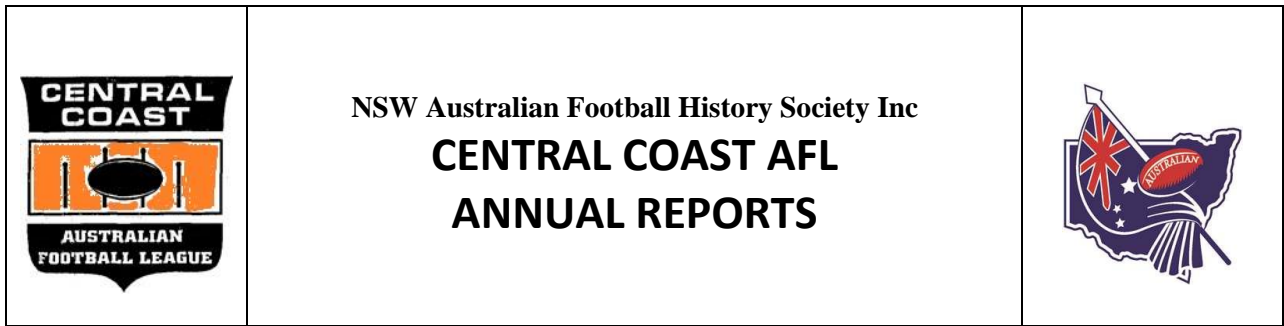 CENTRAL
COAST
AUSTRALIAN
FOOTBALL LEAGUE
NSW Australian Football History Society Inc
CENTRAL COAST AFL
ANNUAL REPORTS
AUSTRALIAN